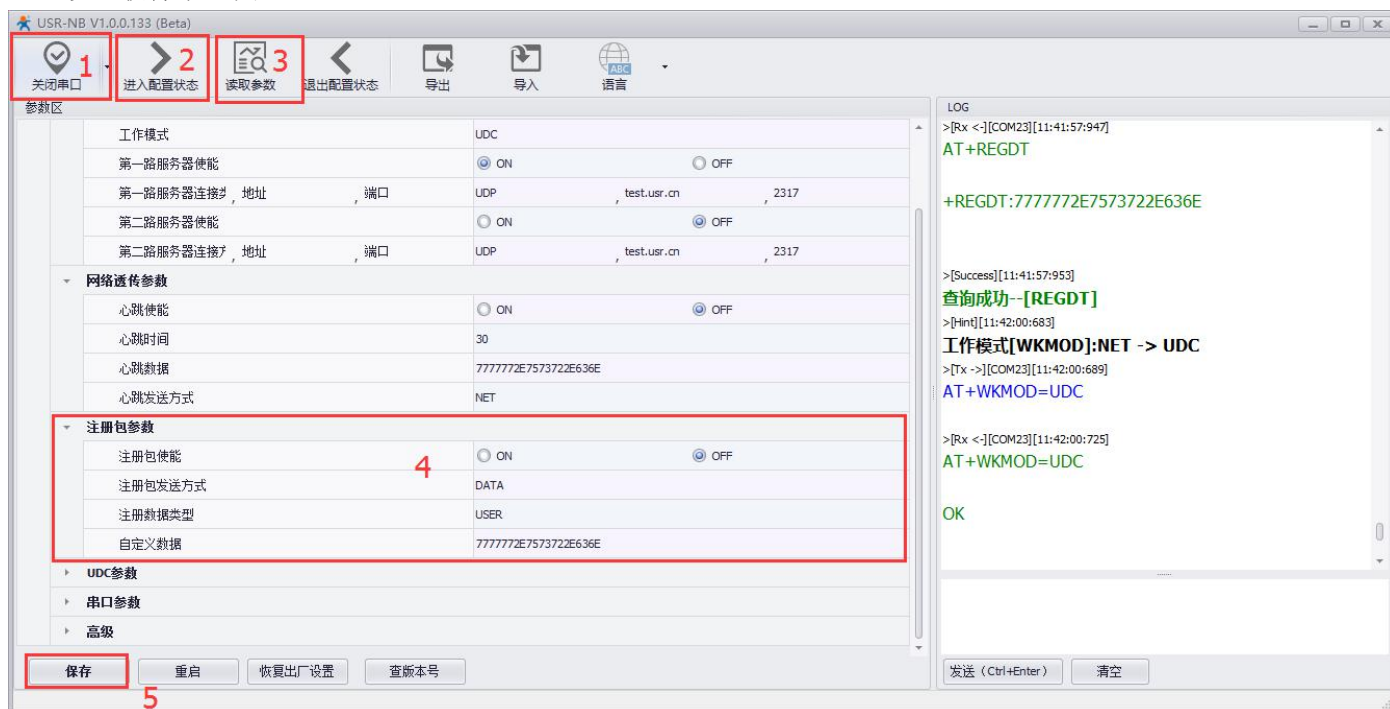 USR-NB V1.0.0.133 (Beta)
1 2 3
关闭串口 进入配置状态 读取参数 退出配置状态 导出 导入 语言
参数区
工作模式 UDC
第一路服务器使能 ON OFF
第一路服务器连接 , 地址 , 端口 UDP , test.usr.cn , 2317
第二路服务器使能 ON OFF
第二路服务器连接 , 地址 , 端口 UDP , test.usr.cn , 2317
网络透传参数
心跳使能 ON OFF
心跳时间 30
心跳数据 7777772E7573722E636E
心跳发送方式 NET
注册包参数
注册包使能 4 ON OFF
注册包发送方式 DATA
注册数据类型 USER
自定义数据 7777772E7573722E636E
UDC参数
串口参数
高级
保存 重启 恢复出厂设置 查版本号
5
LOG
>[Rx <-][COM23][11:41:57:947]
AT+REGDT
+REGDT:7777772E7573722E636E
>[Success][11:41:57:953]
查询成功--[REGDT]
>[Hint][11:42:00:683]
工作模式[WKMOD]:NET -> UDC
>[Tx ->][COM23][11:42:00:689]
AT+WKMOD=UDC
>[Rx <-][COM23][11:42:00:725]
AT+WKMOD=UDC
OK
发送（Ctrl+Enter） 清空